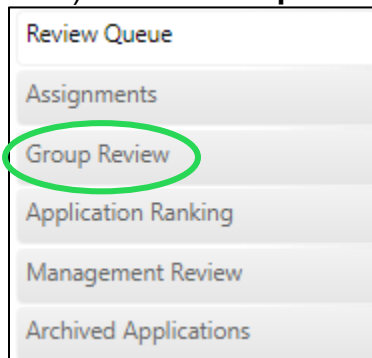 Review Queue
Assignments
Group Review
Application Ranking
Management Review
Archived Applications